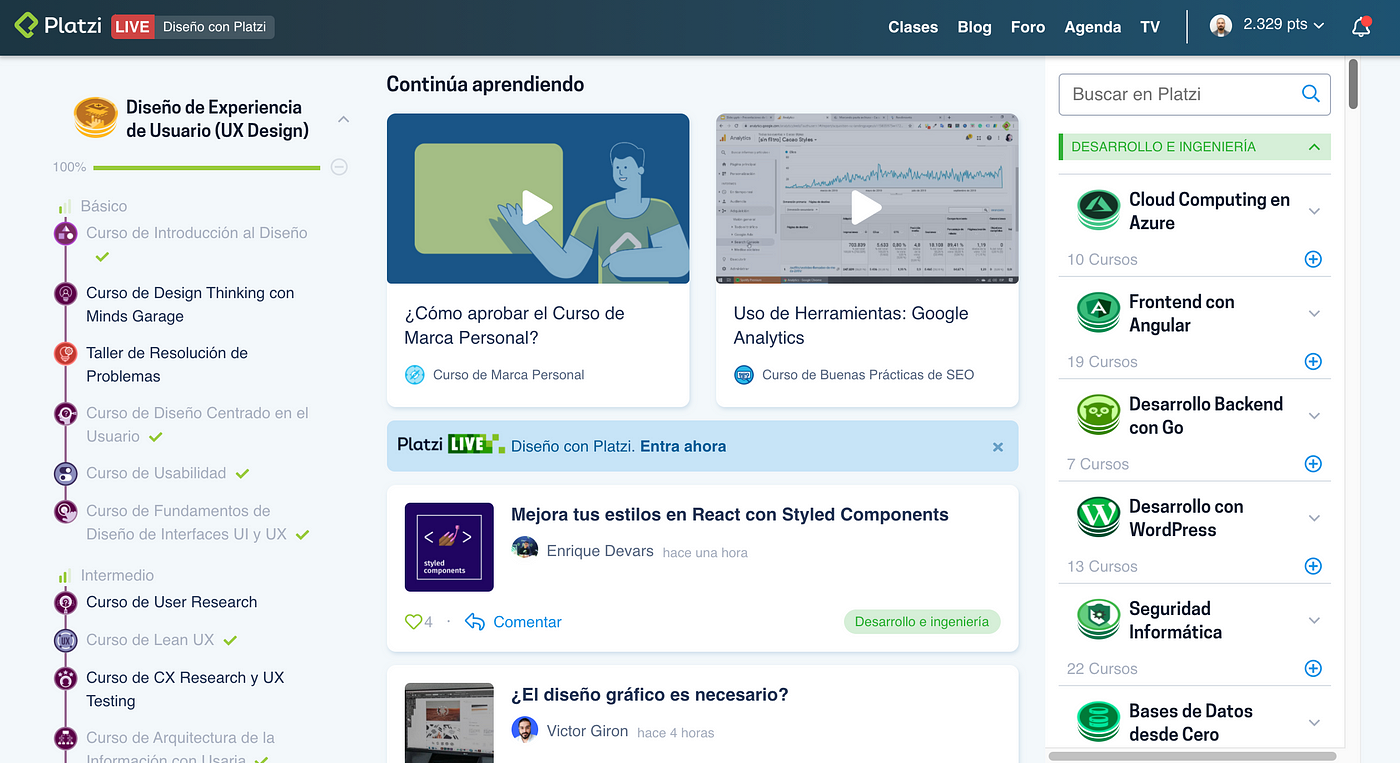 Platzi
LIVE Diseño con Platzi
Clases Blog Foro Agenda TV
2.329 pts
Diseño de Experiencia
de Usuario (UX Design)
100%
Básico
Curso de Introducción al Diseño
Curso de Design Thinking con
Minds Garage
Taller de Resolución de
Problemas
Curso de Diseño Centrado en el
Usuario
Curso de Usabilidad
Curso de Fundamentos de
Diseño de Interfaces UI y UX
Intermedio
Curso de User Research
Curso de Lean UX
Curso de CX Research y UX
Testing
Curso de Arquitectura de la
Información con Usaria
Continúa aprendiendo
¿Cómo aprobar el Curso de
Marca Personal?
Curso de Marca Personal
Analytics
Uso de Herramientas: Google
Analytics
Curso de Buenas Prácticas de SEO
Platzi LIVE Diseño con Platzi. Entra ahora
styled
components
Mejora tus estilos en React con Styled Components
Enrique Devars hace una hora
4 · Comentar
Desarrollo e ingeniería
¿El diseño gráfico es necesario?
Victor Giron hace 4 horas
Buscar en Platzi
DESARROLLO E INGENIERÍA
Cloud Computing en
Azure
10 Cursos
Frontend con
Angular
19 Cursos
Desarrollo Backend
con Go
7 Cursos
Desarrollo con
WordPress
13 Cursos
Seguridad
Informática
22 Cursos
Bases de Datos
desde Cero